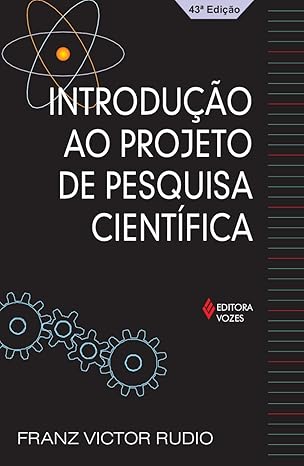 43ª Edição
INTRODUÇÃO
AO PROJETO
DE PESQUISA
CIENTÍFICA
EDITORA
VOZES
FRANZ VICTOR RUDIO